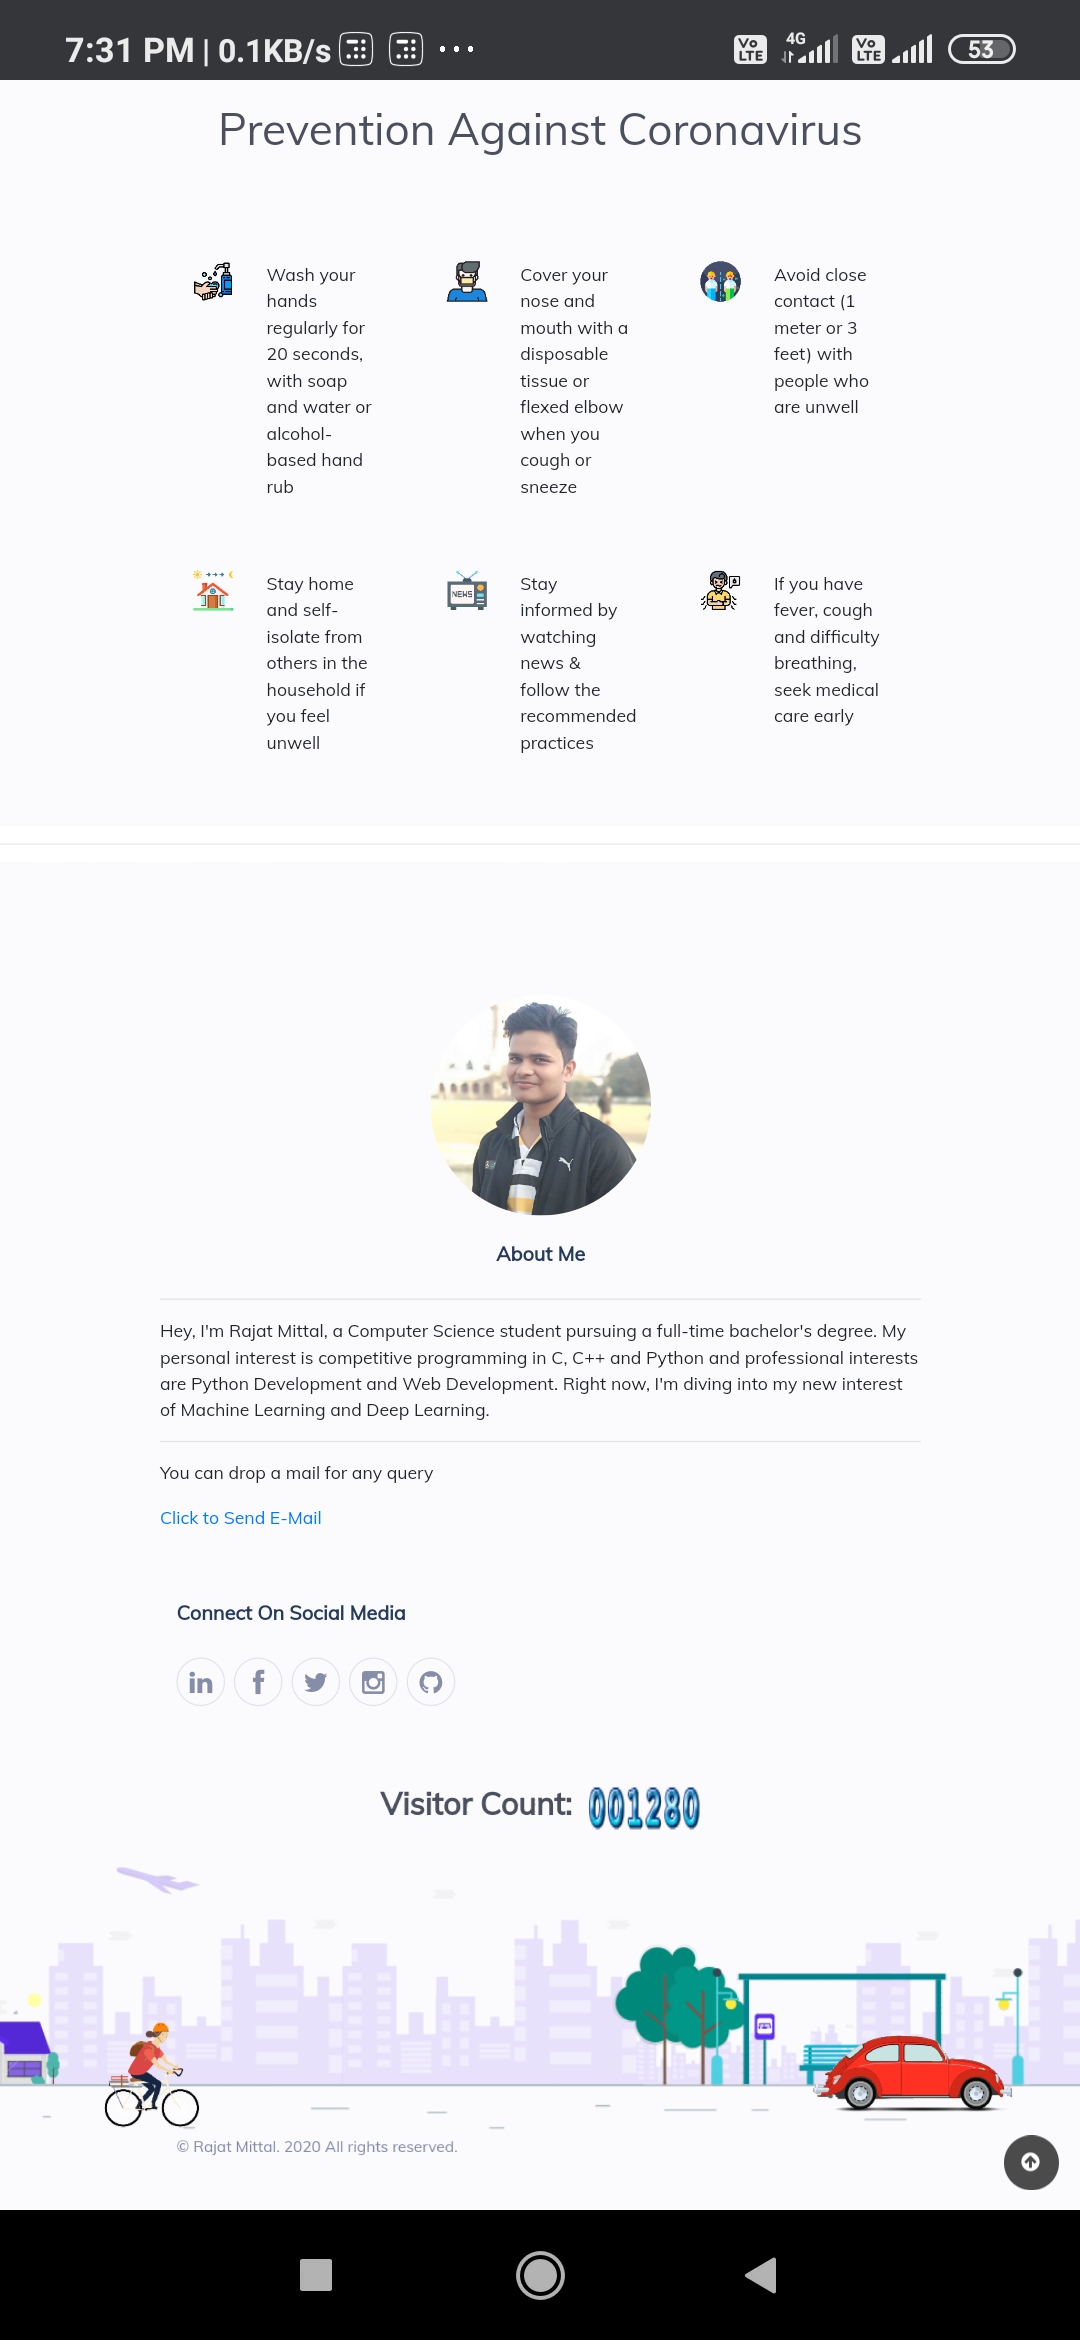 7:31 PM | 0.1KB/s ...
Vo LTE 4G Vo LTE 53
Prevention Against Coronavirus
Wash your
hands
regularly for
20 seconds,
with soap
and water or
alcohol-
based hand
rub
Cover your
nose and
mouth with a
disposable
tissue or
flexed elbow
when you
cough or
sneeze
Avoid close
contact (1
meter or 3
feet) with
people who
are unwell
Stay home
and self-
isolate from
others in the
household if
you feel
unwell
NEWS
Stay
informed by
watching
news &
follow the
recommended
practices
If you have
fever, cough
and difficulty
breathing,
seek medical
care early
About Me
Hey, I'm Rajat Mittal, a Computer Science student pursuing a full-time bachelor's degree. My
personal interest is competitive programming in C, C++ and Python and professional interests
are Python Development and Web Development. Right now, I'm diving into my new interest
of Machine Learning and Deep Learning.
You can drop a mail for any query
Click to Send E-Mail
Connect On Social Media
Visitor Count: 001280
© Rajat Mittal. 2020 All rights reserved.